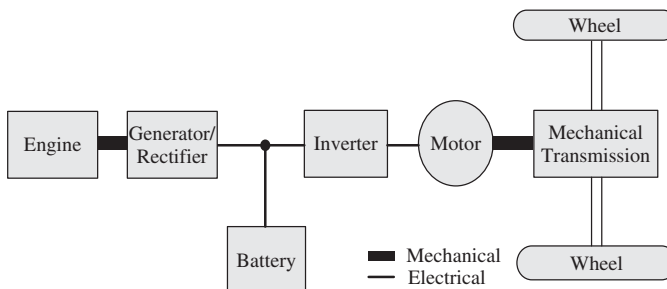 Wheel
Engine
Generator/
Rectifier
Inverter
Motor
Mechanical
Transmission
Battery
Mechanical
Electrical
Wheel